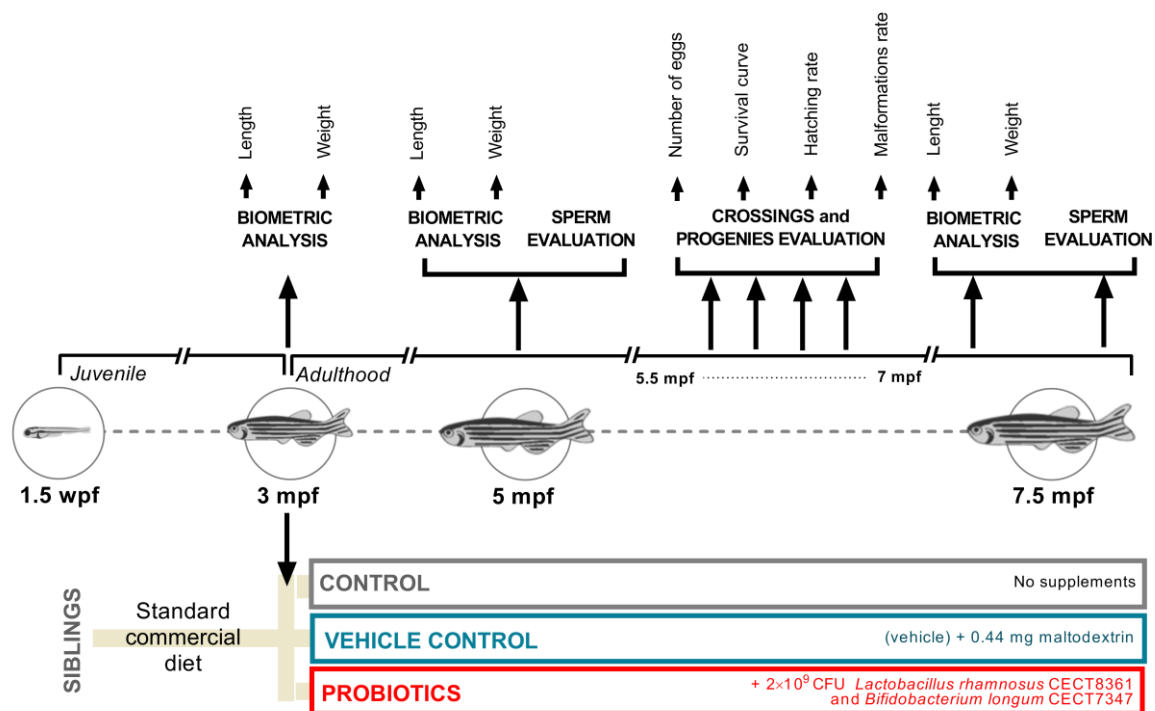 Length
Weight
Length
Weight
Number of eggs
Survival curve
Hatching rate
Malformations rate
Lenght
Weight
BIOMETRIC
ANALYSIS
BIOMETRIC
ANALYSIS
SPERM
EVALUATION
CROSSINGS and
PROGENIES EVALUATION
BIOMETRIC
ANALYSIS
SPERM
EVALUATION
Juvenile
Adulthood
5.5 mpf
7 mpf
1.5 wpf
3 mpf
5 mpf
7.5 mpf
SIBLINGS
Standard
commercial
diet
CONTROL
No supplements
VEHICLE CONTROL
(vehicle) + 0.44 mg maltodextrin
PROBIOTICS
+ 2×10⁹ CFU Lactobacillus rhamnosus CECT8361
and Bifidobacterium longum CECT7347